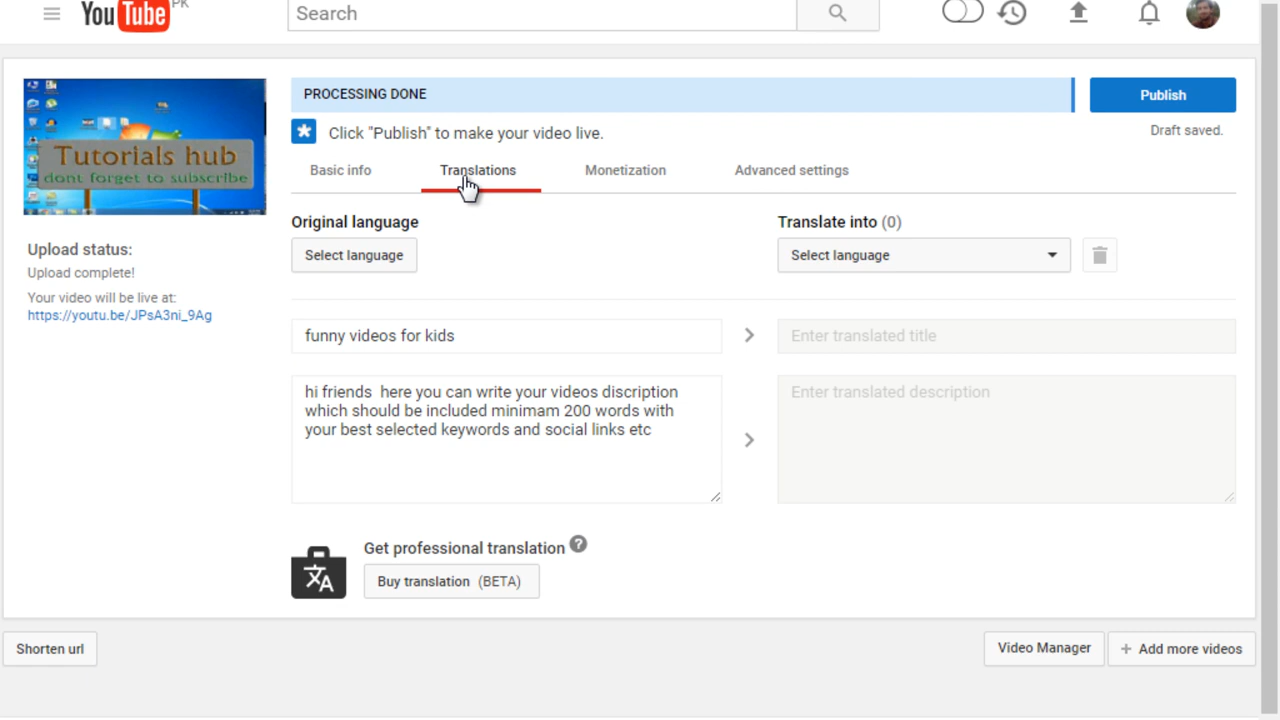 YouTube PK
Search
PROCESSING DONE
Publish
Click "Publish" to make your video live.
Draft saved.
Basic info
Translations
Monetization
Advanced settings
Tutorials hub
dont forget to subscribe
Original language
Translate into (0)
Select language
Select language
Upload status:
Upload complete!
Your video will be live at:
https://youtu.be/JPsA3ni_9Ag
funny videos for kids
Enter translated title
hi friends  here you can write your videos discription
which should be included minimam 200 words with
your best selected keywords and social links etc
Enter translated description
Get professional translation ?
Buy translation (BETA)
Shorten url
Video Manager
+ Add more videos